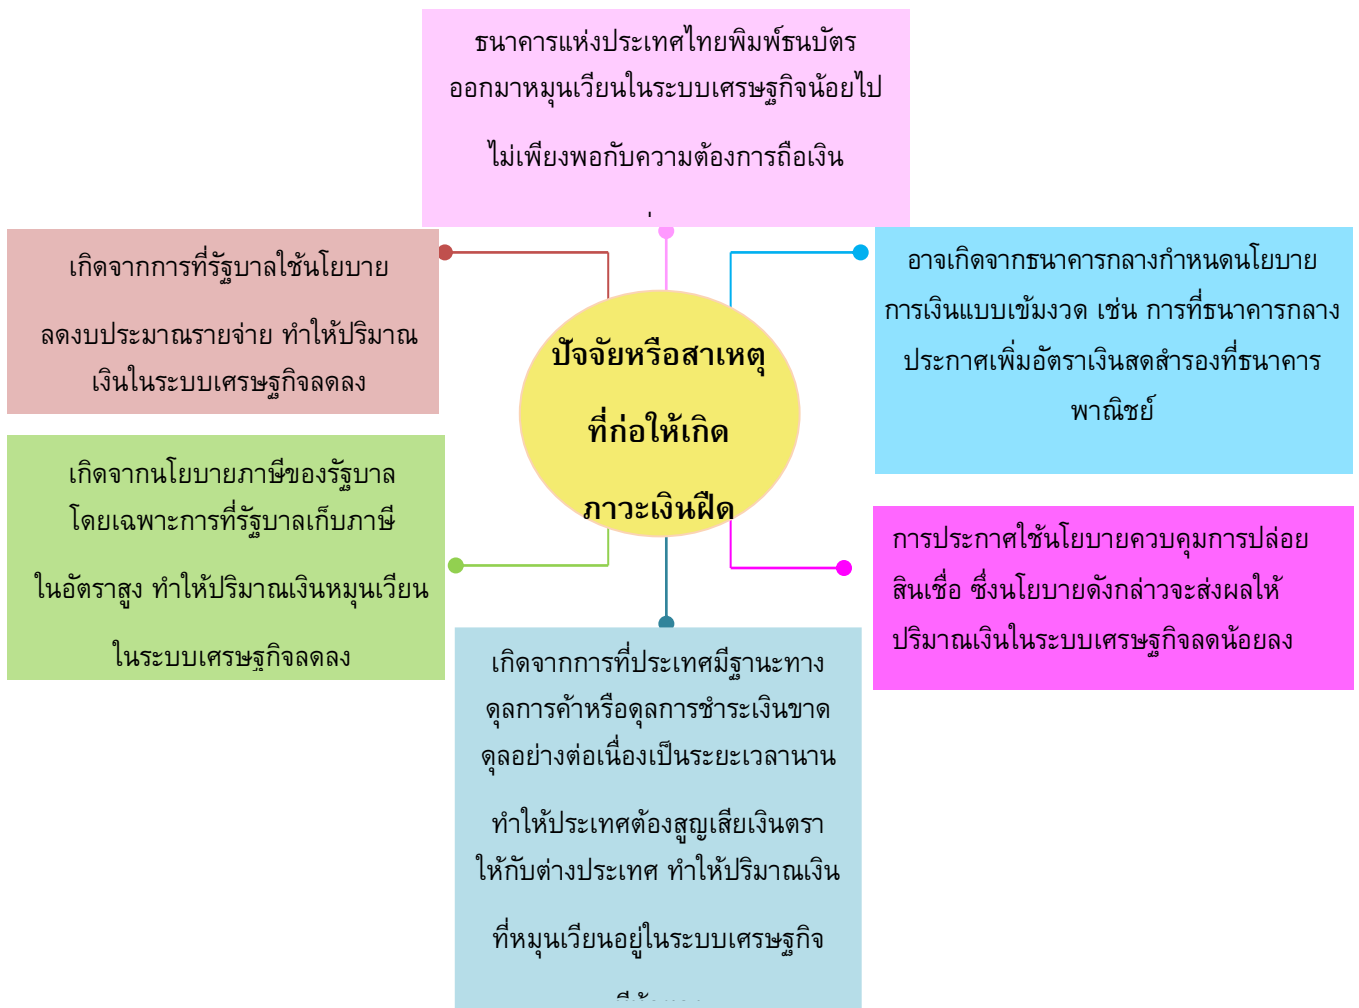 ธนาคารแห่งประเทศไทยพิมพ์ธนบัตร
ออกมาหมุนเวียนในระบบเศรษฐกิจน้อยไป
ไม่เพียงพอกับความต้องการถือเงิน
เกิดจากการที่รัฐบาลใช้นโยบาย
ลดงบประมาณรายจ่าย ทำให้ปริมาณ
เงินในระบบเศรษฐกิจลดลง
อาจเกิดจากธนาคารกลางกำหนดนโยบาย
การเงินแบบเข้มงวด เช่น การที่ธนาคารกลาง
ประกาศเพิ่มอัตราเงินสดสำรองที่ธนาคาร
พาณิชย์
ปัจจัยหรือสาเหตุ
ที่ก่อให้เกิด
ภาวะเงินฝืด
เกิดจากนโยบายภาษีของรัฐบาล
โดยเฉพาะการที่รัฐบาลเก็บภาษี
ในอัตราสูง ทำให้ปริมาณเงินหมุนเวียน
ในระบบเศรษฐกิจลดลง
การประกาศใช้นโยบายควบคุมการปล่อย
สินเชื่อ ซึ่งนโยบายดังกล่าวจะส่งผลให้
ปริมาณเงินในระบบเศรษฐกิจลดน้อยลง
เกิดจากการที่ประเทศมีฐานะทาง
ดุลการค้าหรือดุลการชำระเงินขาด
ดุลอย่างต่อเนื่องเป็นระยะเวลานาน
ทำให้ประเทศต้องสูญเสียเงินตรา
ให้กับต่างประเทศ ทำให้ปริมาณเงิน
ที่หมุนเวียนอยู่ในระบบเศรษฐกิจ